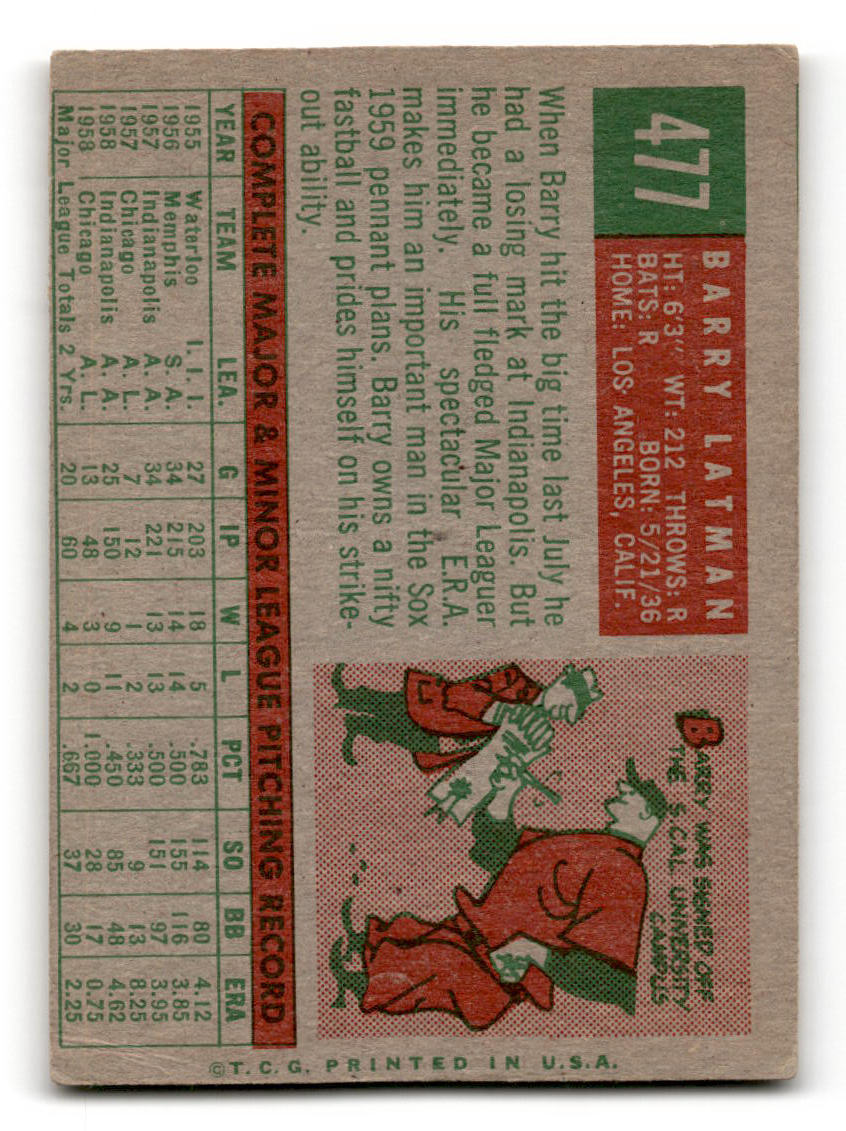 477
BARRY LATMAN
HT: 6'3" WT: 212 THROWS: R
BATS: R BORN: 5/21/36
HOME: LOS ANGELES, CALIF.
When Barry hit the big time last July he
had a losing mark at Indianapolis. But
he became a full fledged Major Leaguer
immediately. His spectacular E.R.A.
makes him an important man in the Sox
1959 pennant plans. Barry owns a nifty
fastball and prides himself on his strike-
out ability.
BARRY WAS SIGNED OFF
THE S. CAL. UNIVERSITY
CAMPUS
COMPLETE MAJOR & MINOR LEAGUE PITCHING RECORD
YEAR TEAM LEA. G IP W L PCT SO BB ERA
1955 Waterloo I. I. I. 27 203 18 5 .783 114 80 4.12
1956 Memphis S. A. 34 215 14 14 .500 155 116 3.85
1957 Indianapolis A. A. 34 221 13 13 .500 151 97 3.95
1957 Chicago A. L. 7 12 1 2 .333 9 13 8.25
1958 Indianapolis A. A. 25 150 9 11 .450 85 48 4.62
1958 Chicago A. L. 13 48 3 0 1.000 28 17 0.75
Major League Totals 2 Yrs. 20 60 4 2 .667 37 30 2.25
©T.C.G. PRINTED IN U.S.A.